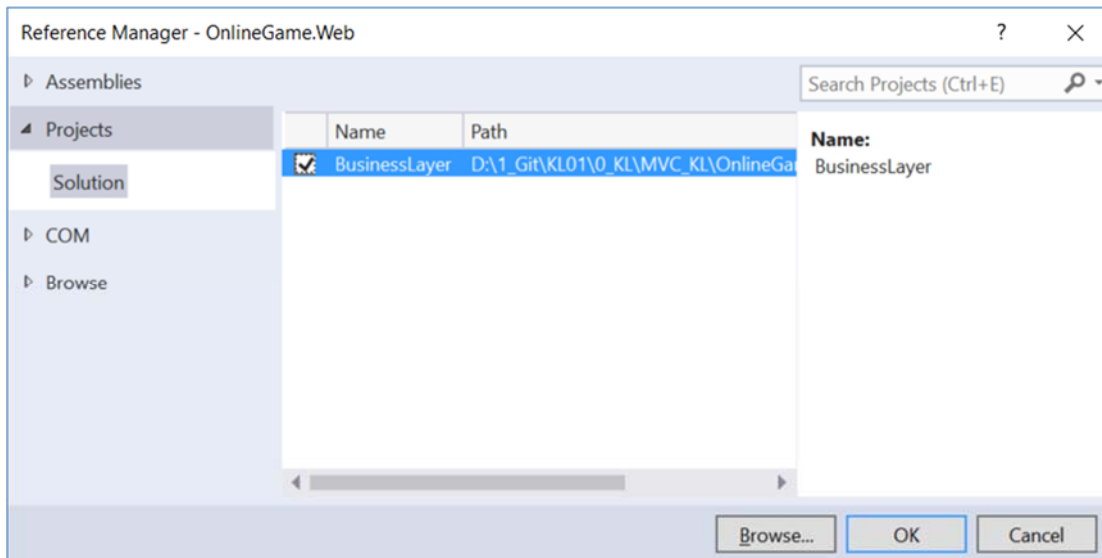 Reference Manager - OnlineGame.Web ?
Assemblies
Projects
Solution
COM
Browse
Name Path
BusinessLayer D:\1_Git\KL01\0_KL\MVC_KL\OnlineGa
Search Projects (Ctrl+E)
Name:
BusinessLayer
Browse... OK Cancel